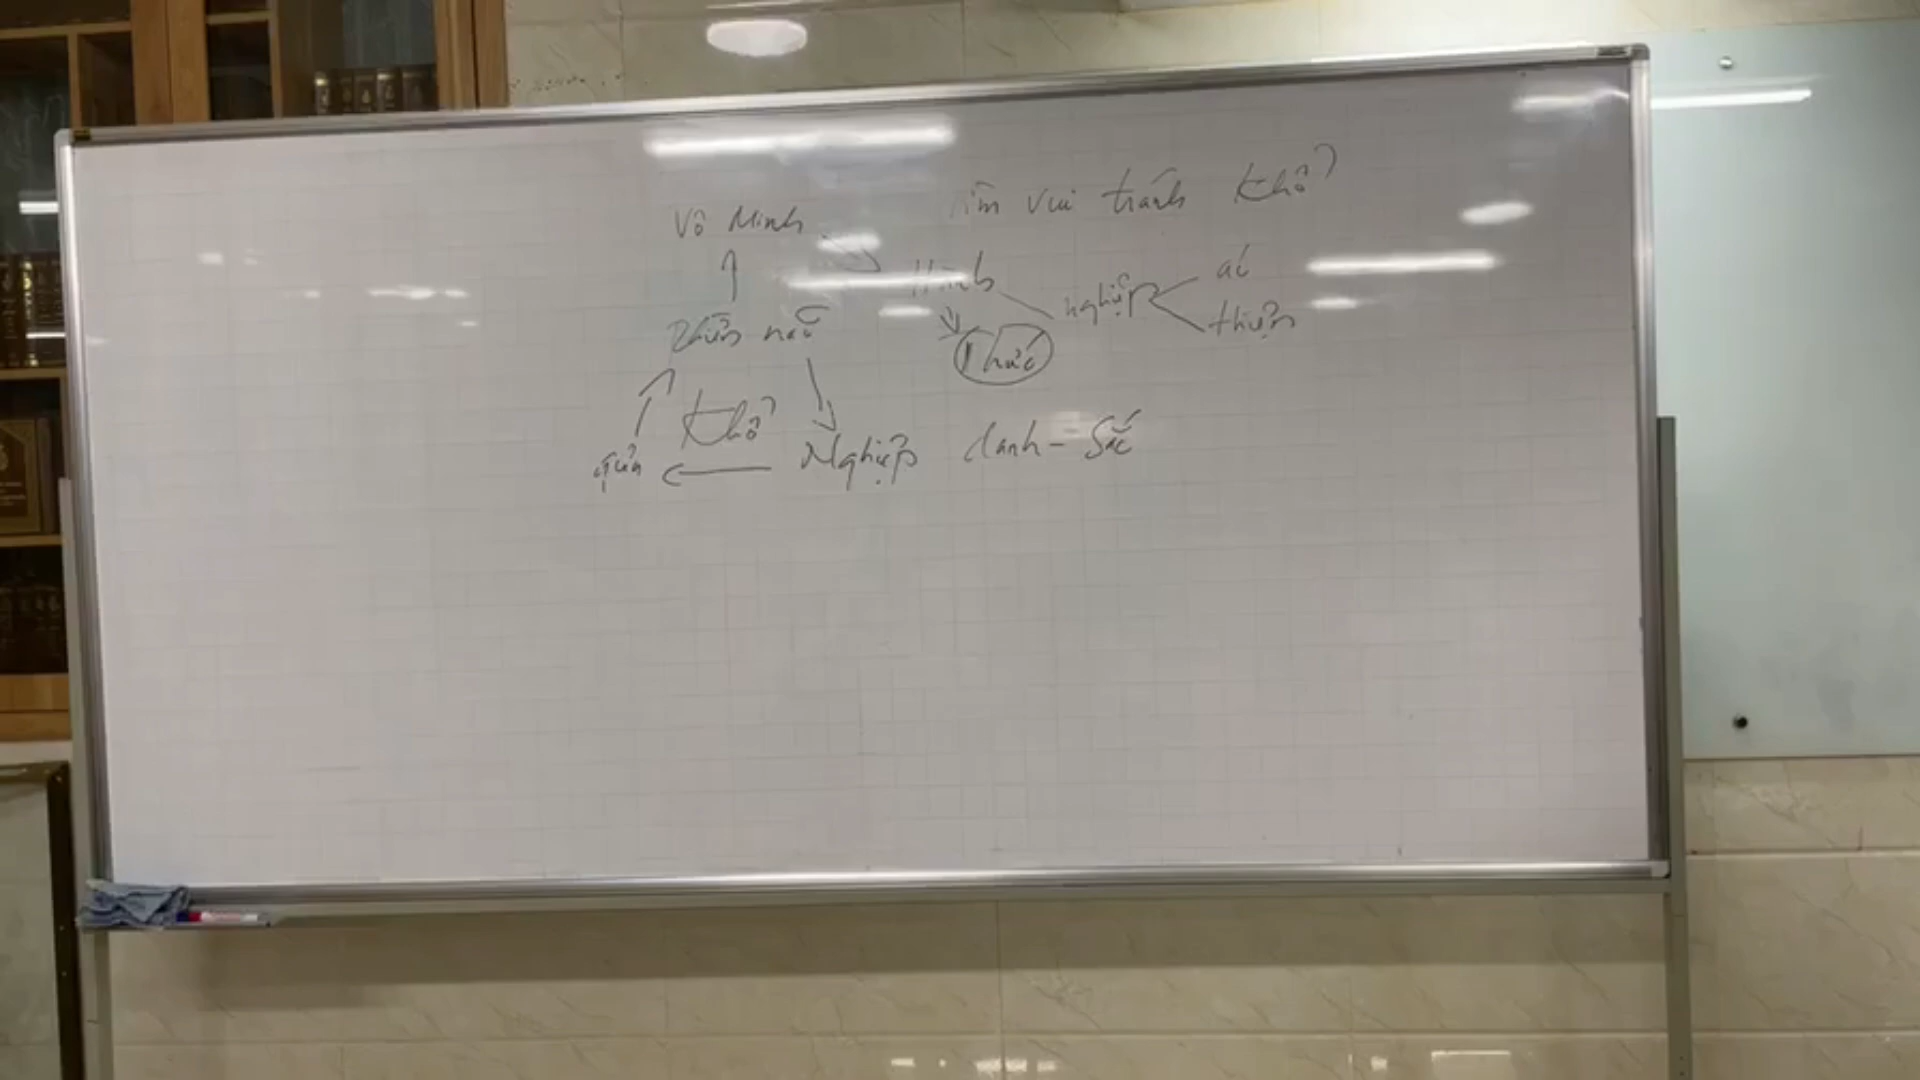 Tìm vui tránh khổ
Vô Minh
Hành
nghiệp
ác
thiện
Phiền não
Thức
Khổ
quả
Nghiệp
danh - Sắc